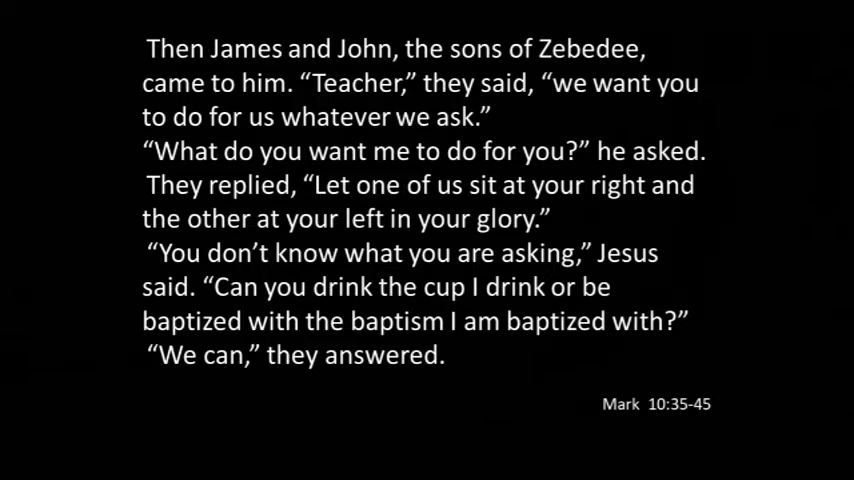 Then James and John, the sons of Zebedee,
came to him. “Teacher,” they said, “we want you
to do for us whatever we ask.”
“What do you want me to do for you?” he asked.
They replied, “Let one of us sit at your right and
the other at your left in your glory.”
“You don’t know what you are asking,” Jesus
said. “Can you drink the cup I drink or be
baptized with the baptism I am baptized with?”
“We can,” they answered.
Mark 10:35-45